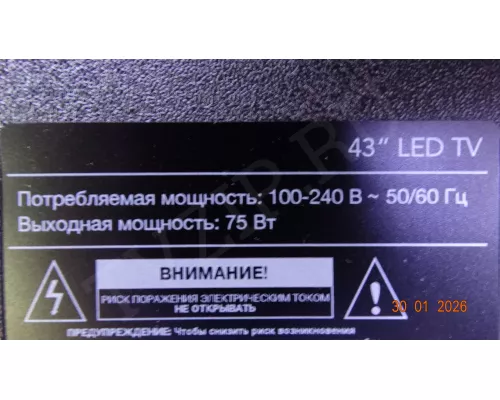 43" LED TV
Потребляемая мощность: 100-240 В ~ 50/60 Гц
Выходная мощность: 75 Вт
ВНИМАНИЕ!
РИСК ПОРАЖЕНИЯ ЭЛЕКТРИЧЕСКИМ ТОКОМ
НЕ ОТКРЫВАТЬ
30 01 2026
ПРЕДУПРЕЖДЕНИЕ: Чтобы снизить риск возникновения